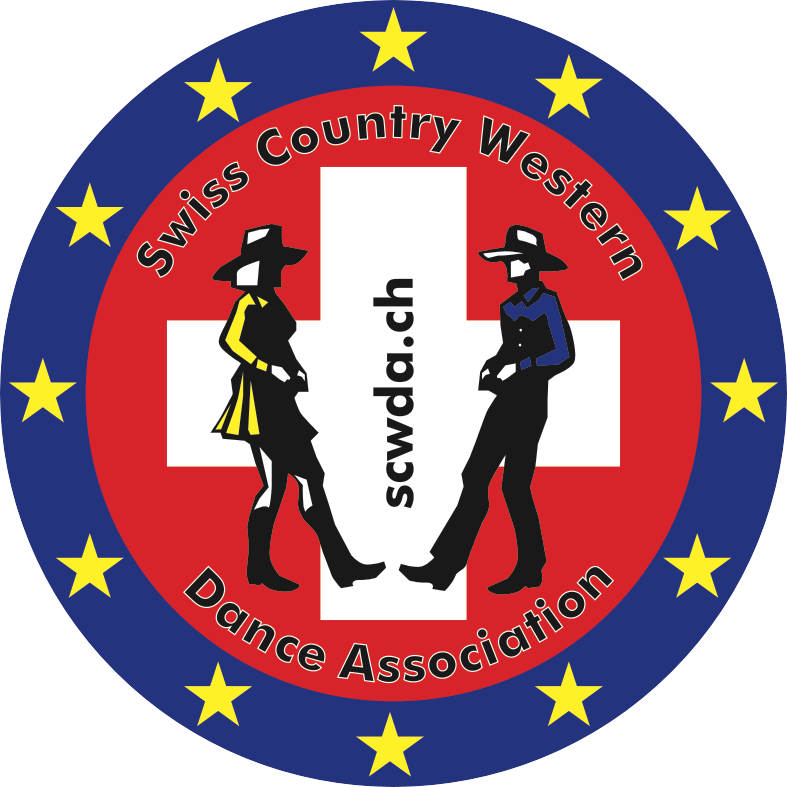 Swiss Country Western
scwda.ch
Dance Association